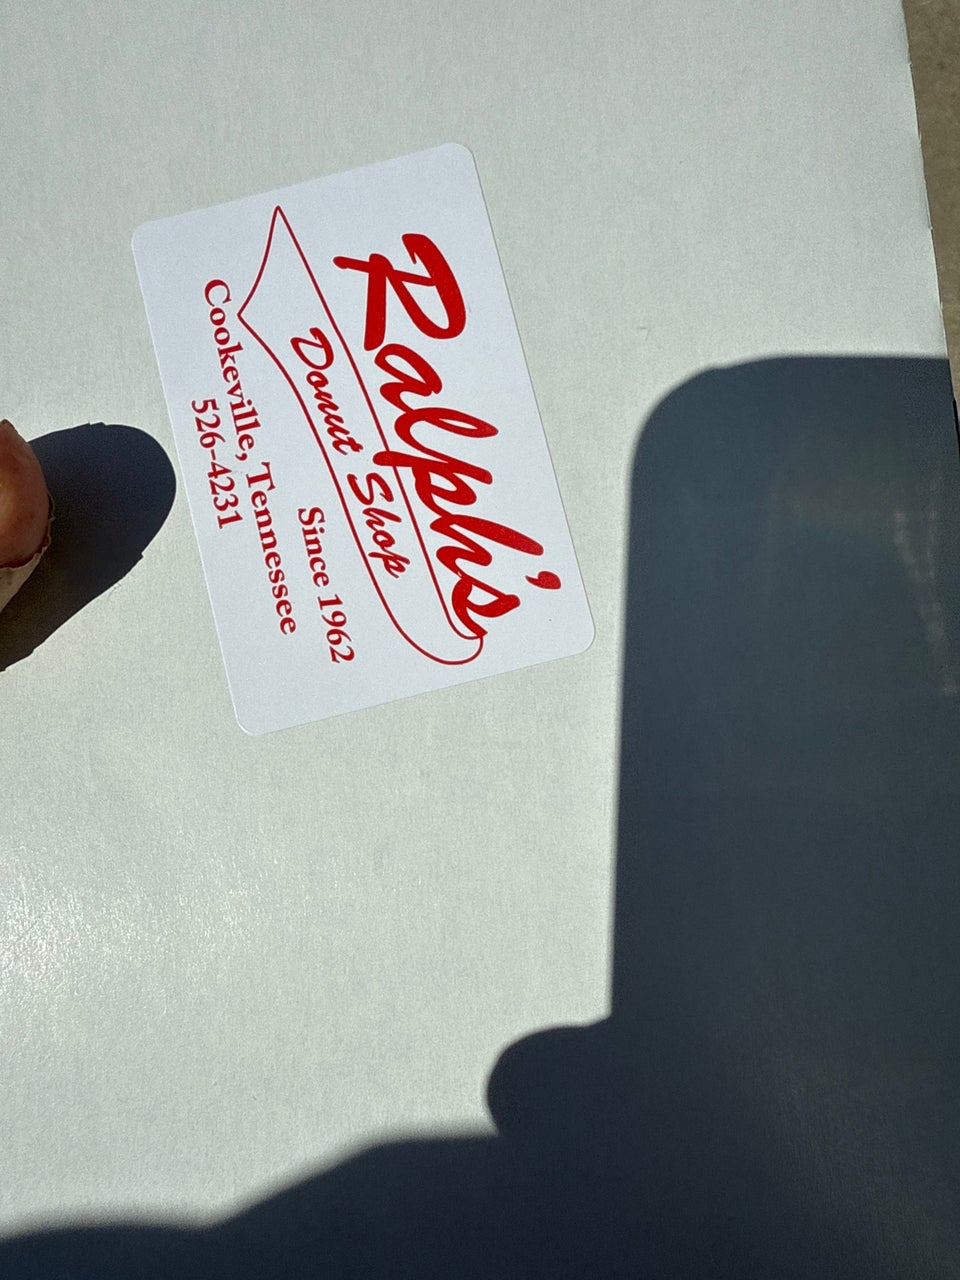 Ralph's
Donut Shop
Since 1962
Cookeville, Tennessee
526-4231